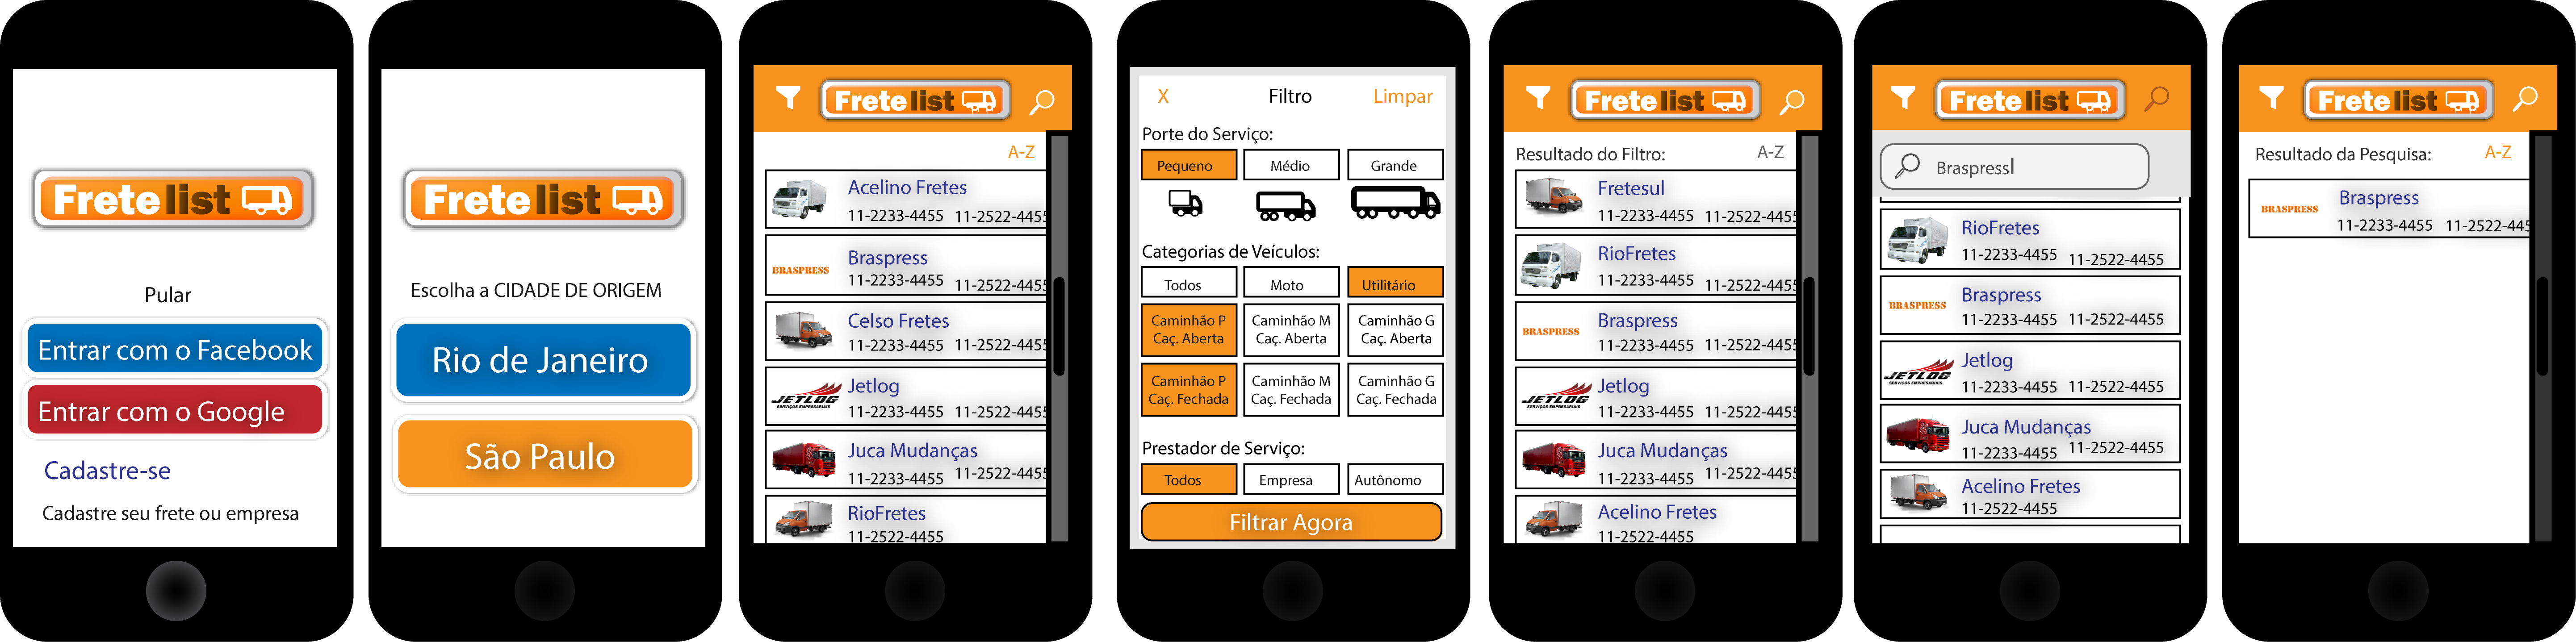 Fretelist
Pular
Entrar com o Facebook
Entrar com o Google
Cadastre-se
Cadastre seu frete ou empresa
Fretelist
Escolha a CIDADE DE ORIGEM
Rio de Janeiro
São Paulo
Fretelist
A-Z
Acelino Fretes
11-2233-4455 11-2522-4455
BRASPRESS
Braspress
11-2233-4455 11-2522-4455
Celso Fretes
11-2233-4455 11-2522-4455
JETLOG
SERVIÇOS EMPRESARIAIS
Jetlog
11-2233-4455 11-2522-4455
Juca Mudanças
11-2233-4455 11-2522-4455
RioFretes
11-2522-4455
X Filtro Limpar
Porte do Serviço:
Pequeno Médio Grande
Categorias de Veículos:
Todos Moto Utilitário
Caminhão P Caminhão M Caminhão G
Caç. Aberta Caç. Aberta Caç. Aberta
Caminhão P Caminhão M Caminhão G
Caç. Fechada Caç. Fechada Caç. Fechada
Prestador de Serviço:
Todos Empresa Autônomo
Filtrar Agora
Fretelist
Resultado do Filtro: A-Z
Fretesul
11-2233-4455 11-2522-4455
RioFretes
11-2233-4455 11-2522-4455
BRASPRESS
Braspress
11-2233-4455 11-2522-4455
JETLOG
SERVIÇOS EMPRESARIAIS
Jetlog
11-2233-4455 11-2522-4455
Juca Mudanças
11-2233-4455 11-2522-4455
Acelino Fretes
11-2522-4455
Fretelist
Braspress
RioFretes
11-2233-4455 11-2522-4455
BRASPRESS
Braspress
11-2233-4455 11-2522-4455
JETLOG
SERVIÇOS EMPRESARIAIS
Jetlog
11-2233-4455 11-2522-4455
Juca Mudanças
11-2233-4455 11-2522-4455
Acelino Fretes
11-2522-4455
Fretelist
Resultado da Pesquisa: A-Z
BRASPRESS
Braspress
11-2233-4455 11-2522-445